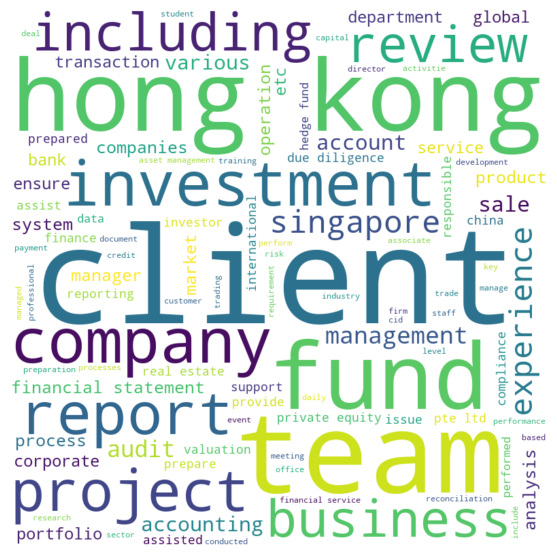 student
deal
including
capital
department
global
review
hong
kong
transaction
various
etc
operation
hedge fund
director
activitie
prepared
companies
account
service
bank
asset management
training
due diligence
responsible
development
product
ensure
investment
assist
singapore
sale
system
data
investor
international
china
finance
market
perform
associate
payment
document
client
experience
credit
manager
risk
key
professional
managed
reporting
customer
trading
requirement
industry
trade
manage
firm
cid
staff
company
management
compliance
level
preparation
processes
real estate
fund
financial statement
support
daily
provide
performance
report
private equity
issue
pte ltd
process
audit
valuation
event
team
based
corporate
prepare
meeting
performed
analysis
project
office
financial service
reconciliation
business
accounting
portfolio
research
sector
assisted
conducted
include